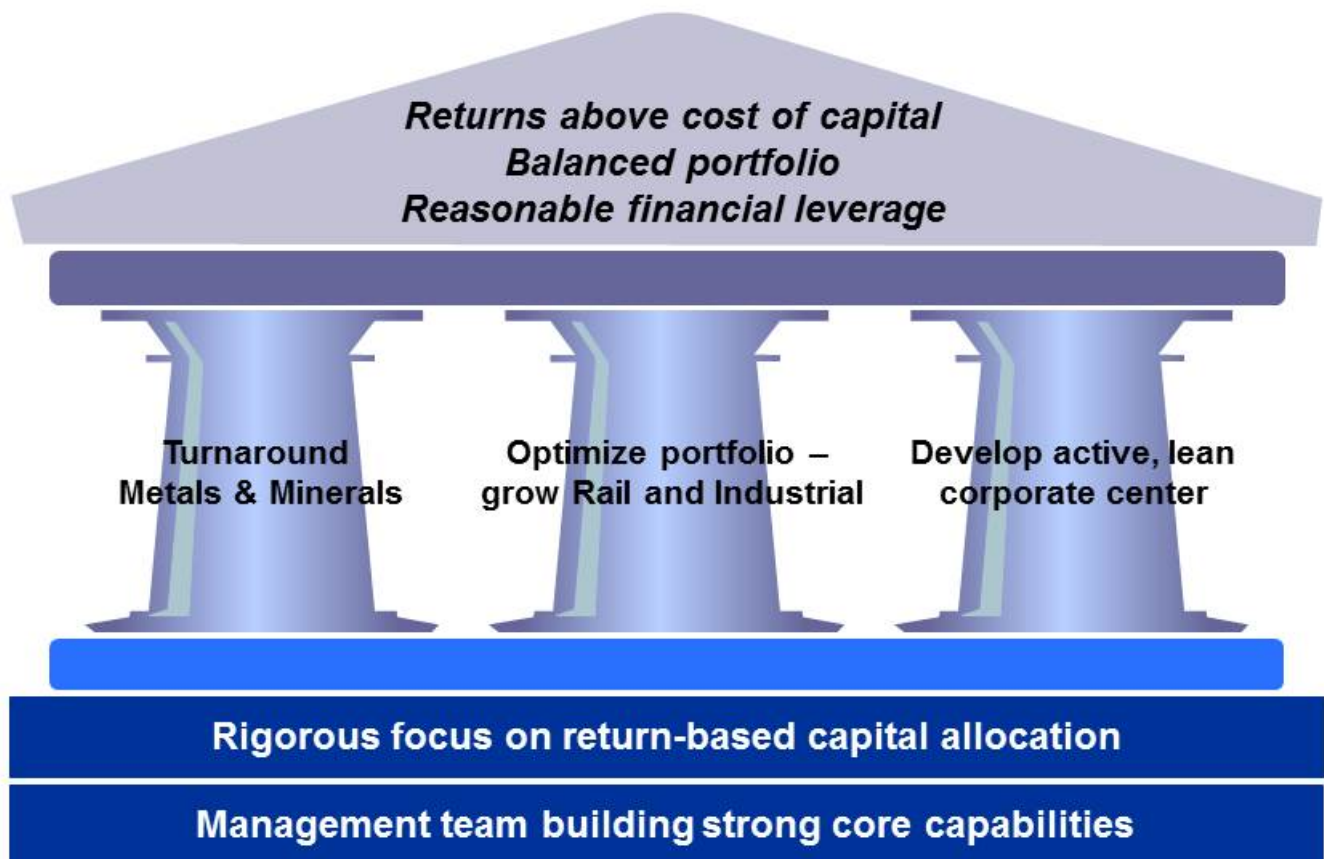 Returns above cost of capital
Balanced portfolio
Reasonable financial leverage
Turnaround
Metals & Minerals
Optimize portfolio –
grow Rail and Industrial
Develop active, lean
corporate center
Rigorous focus on return-based capital allocation
Management team building strong core capabilities